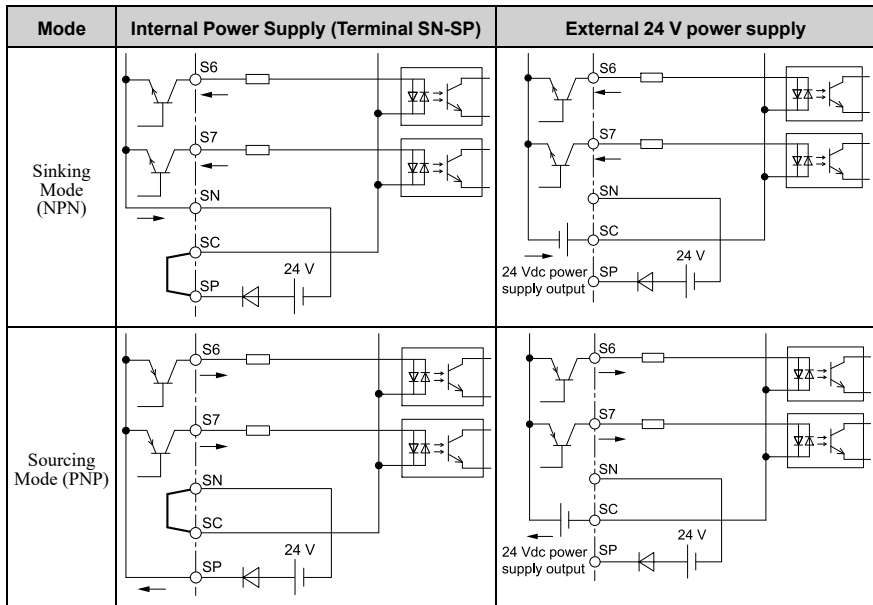 Mode
Internal Power Supply (Terminal SN-SP)
External 24 V power supply
Sinking
Mode
(NPN)
S6
S7
SN
SC
SP
24 V
S6
S7
SN
SC
SP
24 V
24 Vdc power
supply output
Sourcing
Mode (PNP)
S6
S7
SN
SC
SP
24 V
S6
S7
SN
SC
SP
24 V
24 Vdc power
supply output